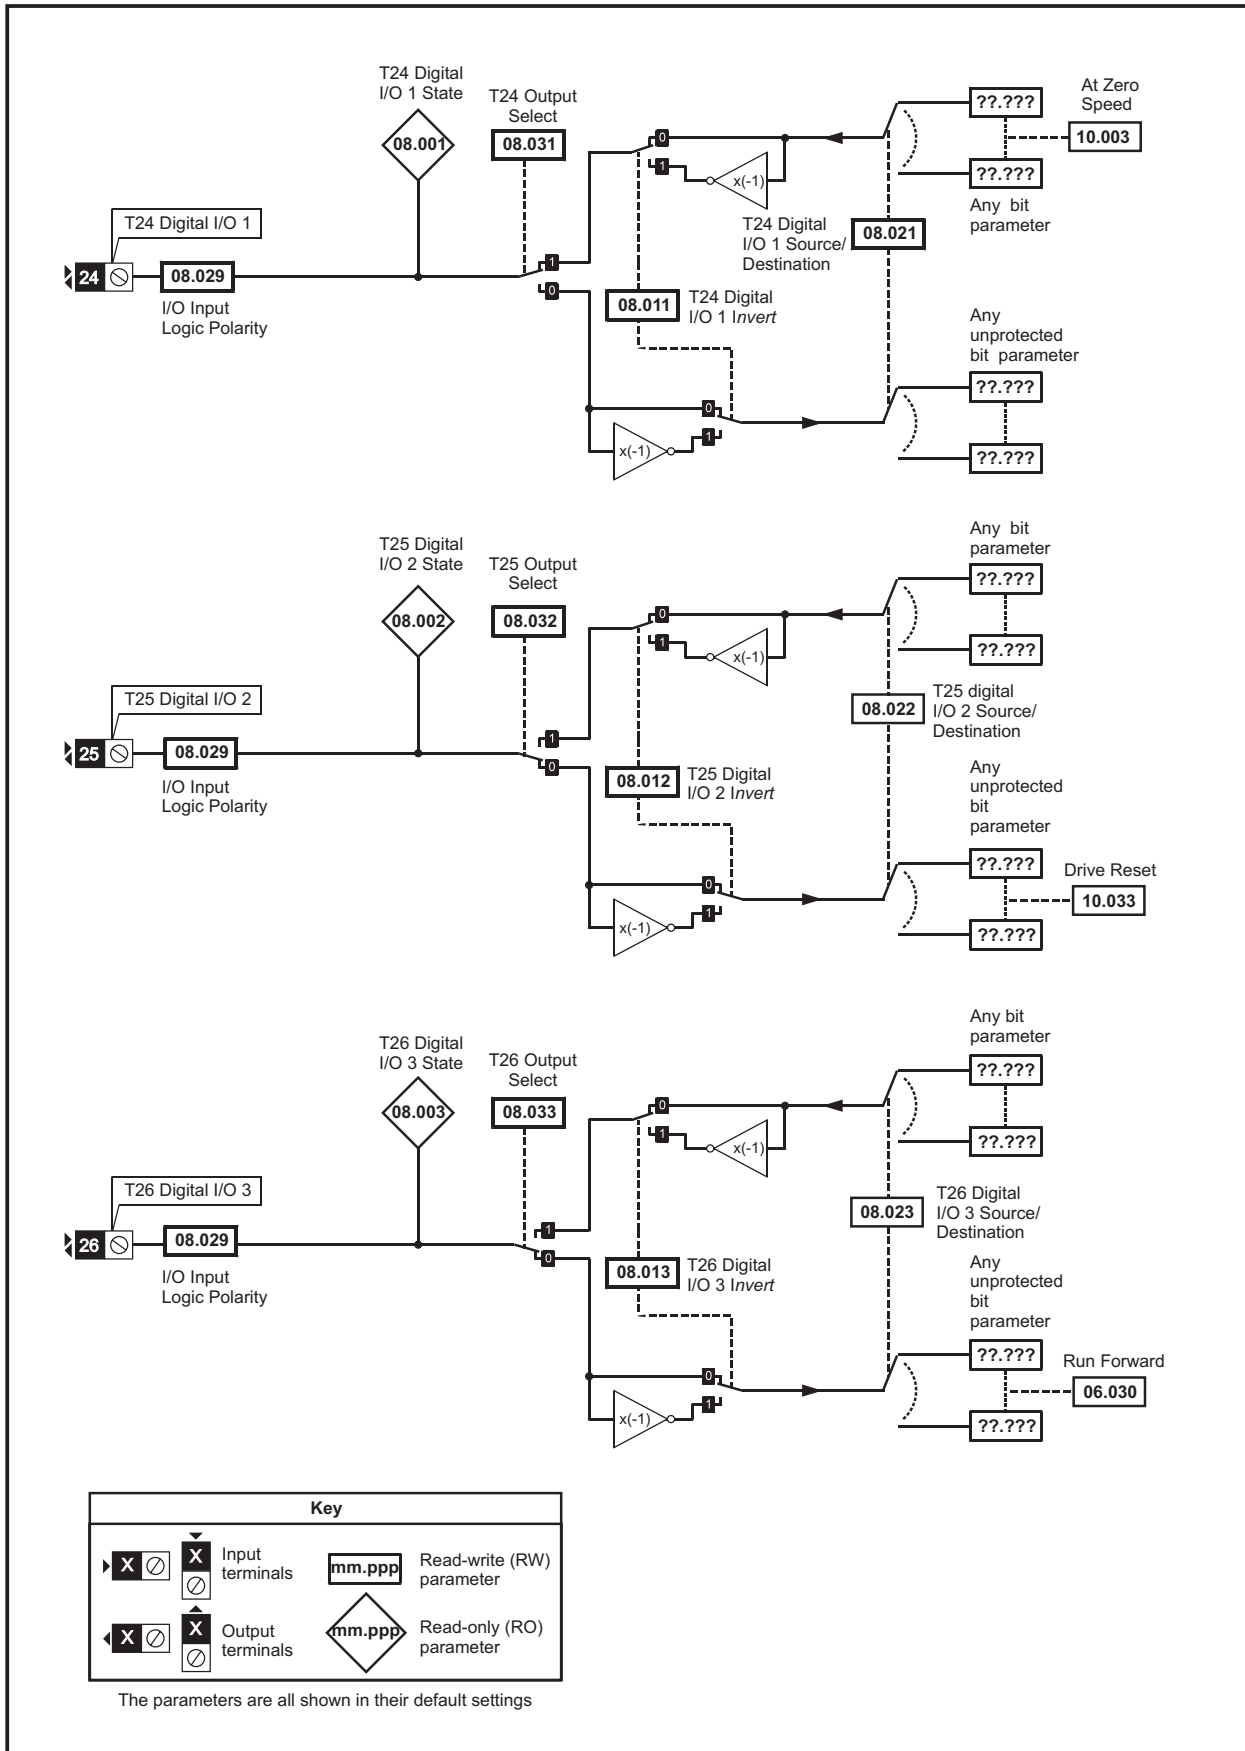 T24 Digital
I/O 1 State
T24 Output
Select
At Zero
Speed
??.???
10.003
08.001
08.031
0
1
x(-1)
??.???
Any bit
parameter
T24 Digital I/O 1
T24 Digital
I/O 1 Source/
Destination
08.021
24
08.029
1
0
I/O Input
Logic Polarity
08.011
T24 Digital
I/O 1 Invert
Any
unprotected
bit parameter
??.???
0
1
x(-1)
??.???
T25 Digital
I/O 2 State
T25 Output
Select
Any bit
parameter
??.???
08.002
08.032
0
1
x(-1)
??.???
T25 Digital I/O 2
08.022
T25 digital
I/O 2 Source/
Destination
25
08.029
1
0
I/O Input
Logic Polarity
08.012
T25 Digital
I/O 2 Invert
Any
unprotected
bit
parameter
??.???
Drive Reset
10.033
0
1
x(-1)
??.???
T26 Digital
I/O 3 State
T26 Output
Select
Any bit
parameter
??.???
08.003
08.033
0
1
x(-1)
??.???
T26 Digital I/O 3
08.023
T26 Digital
I/O 3 Source/
Destination
26
08.029
1
0
I/O Input
Logic Polarity
08.013
T26 Digital
I/O 3 Invert
Any
unprotected
bit
parameter
??.???
Run Forward
06.030
0
1
x(-1)
??.???
Key
X
X
Input
terminals
mm.ppp
Read-write (RW)
parameter
X
X
Output
terminals
mm.ppp
Read-only (RO)
parameter
The parameters are all shown in their default settings